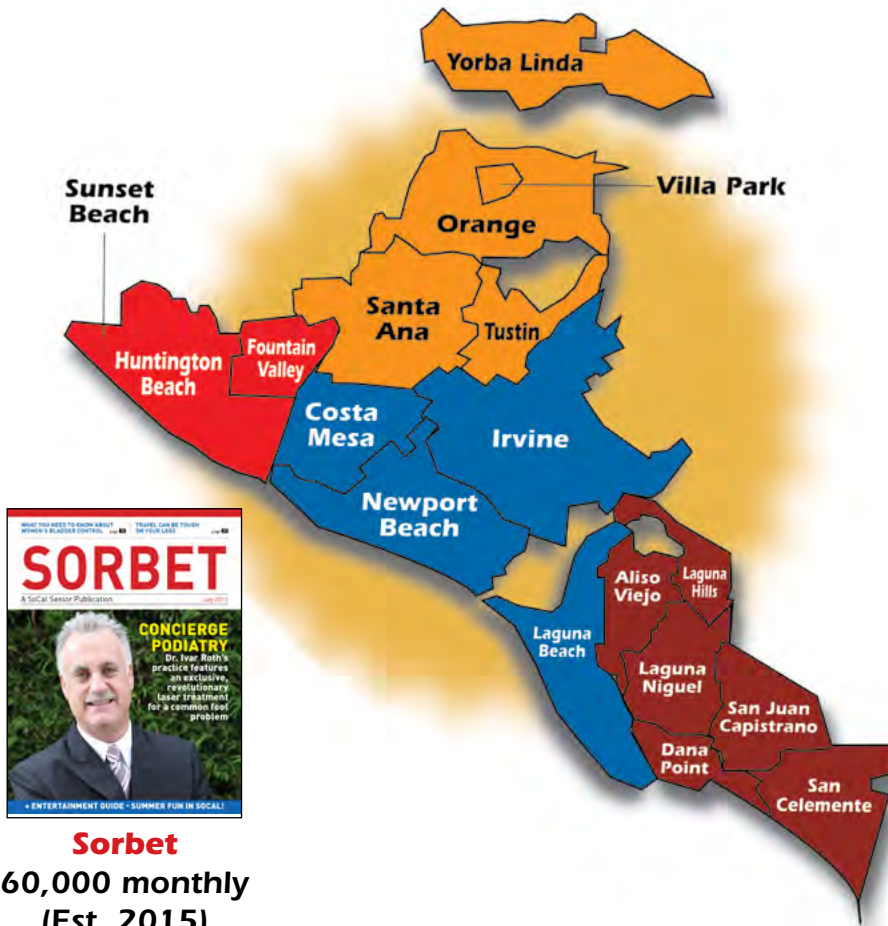 Yorba Linda
Villa Park
Sunset
Beach
Orange
Santa
Ana
Tustin
Huntington
Beach
Fountain
Valley
Costa
Mesa
Irvine
Newport
Beach
Aliso
Viejo
Laguna
Hills
Laguna
Beach
Laguna
Niguel
San Juan
Capistrano
Dana
Point
San
Celemente
WHAT YOU NEED TO KNOW ABOUT
WOMEN'S BLADDER CONTROL
TRAVEL CAN BE TOUGH
ON YOUR LEGS
SORBET
A SoCal Senior Publication
CONCIERGE
PODIATRY
Dr. Ivar Roth's
practice features
an exclusive,
revolutionary
laser treatment
for a common foot
problem
+ ENTERTAINMENT GUIDE - SUMMER FUN IN SOCAL!
Sorbet
60,000 monthly
(Est. 2015)